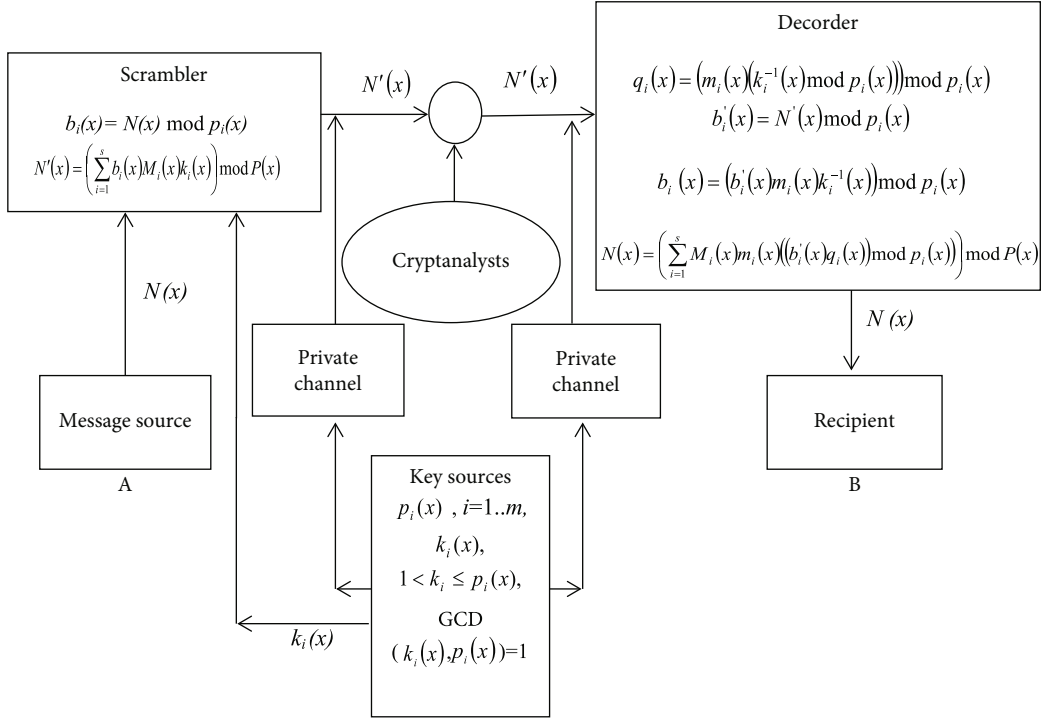 Scrambler
b_i(x) = N(x) mod p_i(x)
N′(x) = (∑_{i=1}^{s} b_i(x)M_i(x)k_i(x)) mod P(x)
N′(x)
N′(x)
Decorder
q_i(x) = (m_i(x)(k_i^{-1}(x)mod p_i(x)))mod p_i(x)
b_i^'(x) = N^'(x)mod p_i(x)
b_i (x) = (b_i^'(x)m_i(x)k_i^{-1}(x))mod p_i(x)
N(x) = (∑_{i=1}^{s} M_i(x)m_i(x)((b_i^'(x)q_i(x))mod p_i(x))) mod P(x)
Cryptanalysts
N(x)
N(x)
Private
channel
Private
channel
Message source
A
Recipient
B
Key sources
p_i(x) , i=1..m,
k_i(x),
1 < k_i ≤ p_i(x),
GCD
(k_i(x),p_i(x))=1
k_i(x)